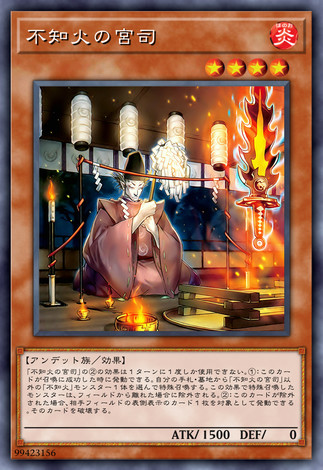 不知火の宮司
炎
【アンデット族／効果】
「不知火の宮司」の②の効果は１ターンに１度しか使用できない。①：このカー
ドが召喚に成功した時に発動できる。自分の手札・墓地から「不知火の宮司」以
外の「不知火」モンスター１体を選んで特殊召喚する。この効果で特殊召喚した
モンスターは、フィールドから離れた場合に除外される。②：このカードが除外
された場合、相手フィールドの表側表示のカード１枚を対象として発動できる。
そのカードを破壊する。
ATK/ 1500 DEF/ 0
99423156